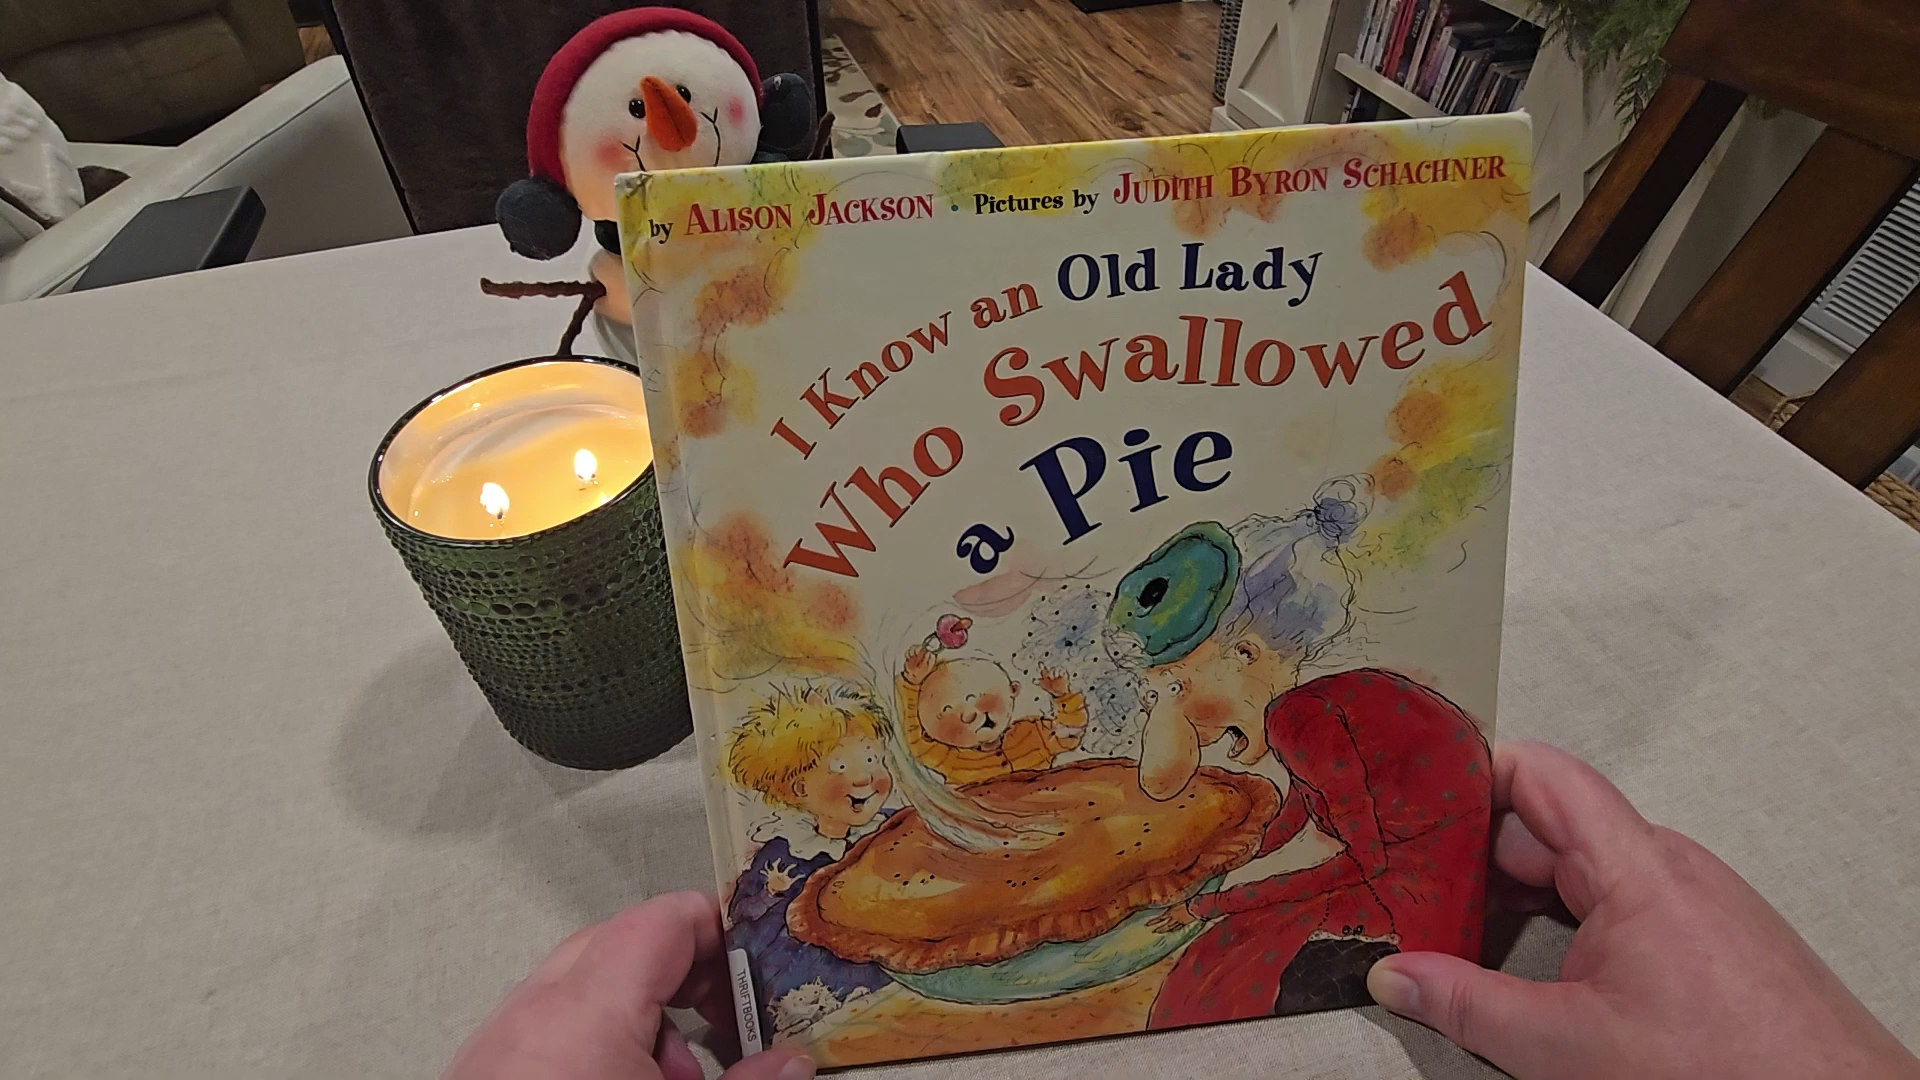 by ALISON JACKSON · Pictures by JUDITH BYRON SCHACHNER
I Know an Old Lady
Who Swallowed
a Pie
THRIFTBOOKS